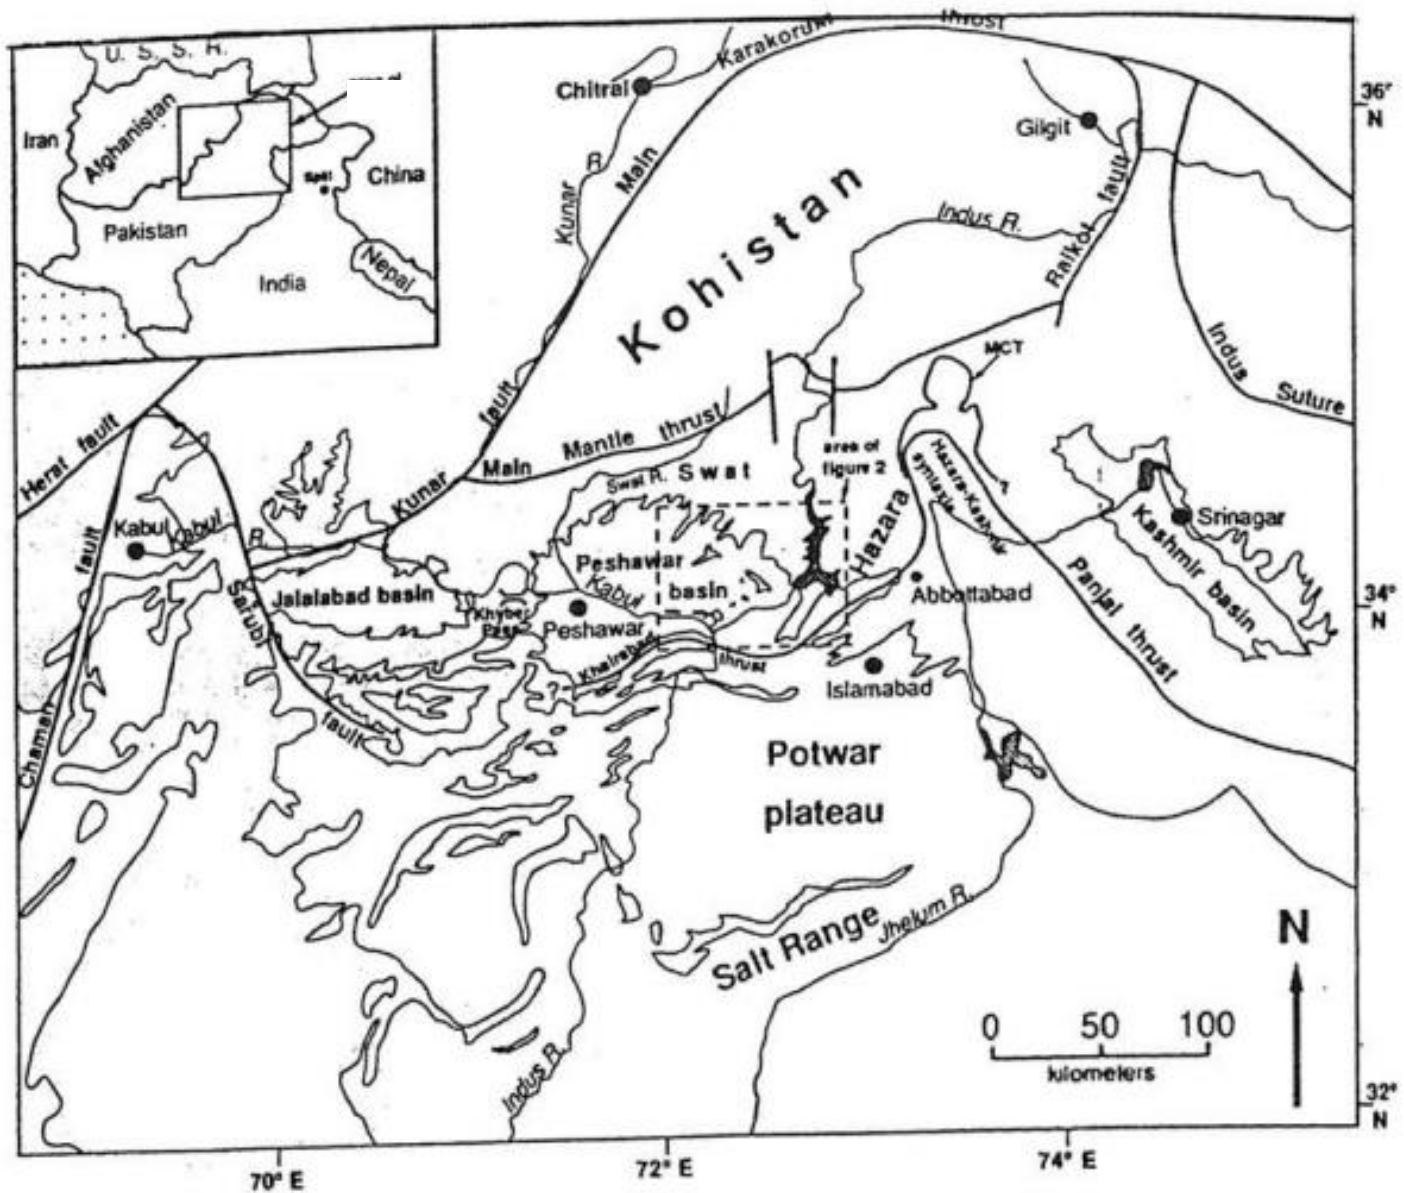 U. S. S. R.
Iran
Afghanistan
China
Pakistan
India
Nepal
Karakorum thrust
Chitral
Gilgit
36°
N
Kunar R.
Main
Kohistan
Indus R.
Raikot fault
MCT
Indus Suture
Herat fault
fault
Main Mantle thrust
Swat R.
Swat
area of
figure 2
Hazara-Kashmir
syntaxis
?
Kunar
Kabul
Kabul
R.
fault
Hazara
Srinagar
Kashmir basin
Peshawar
basin
Kabul
Jalalabad basin
Khyber
Pass
Peshawar
Abbottabad
Panjal thrust
34°
N
Sarubi
fault
Khairabad
thrust
?
Islamabad
Chaman
Potwar
plateau
Salt Range
Jhelum R.
N
0 50 100
kilometers
Indus R.
32°
N
70° E
72° E
74° E